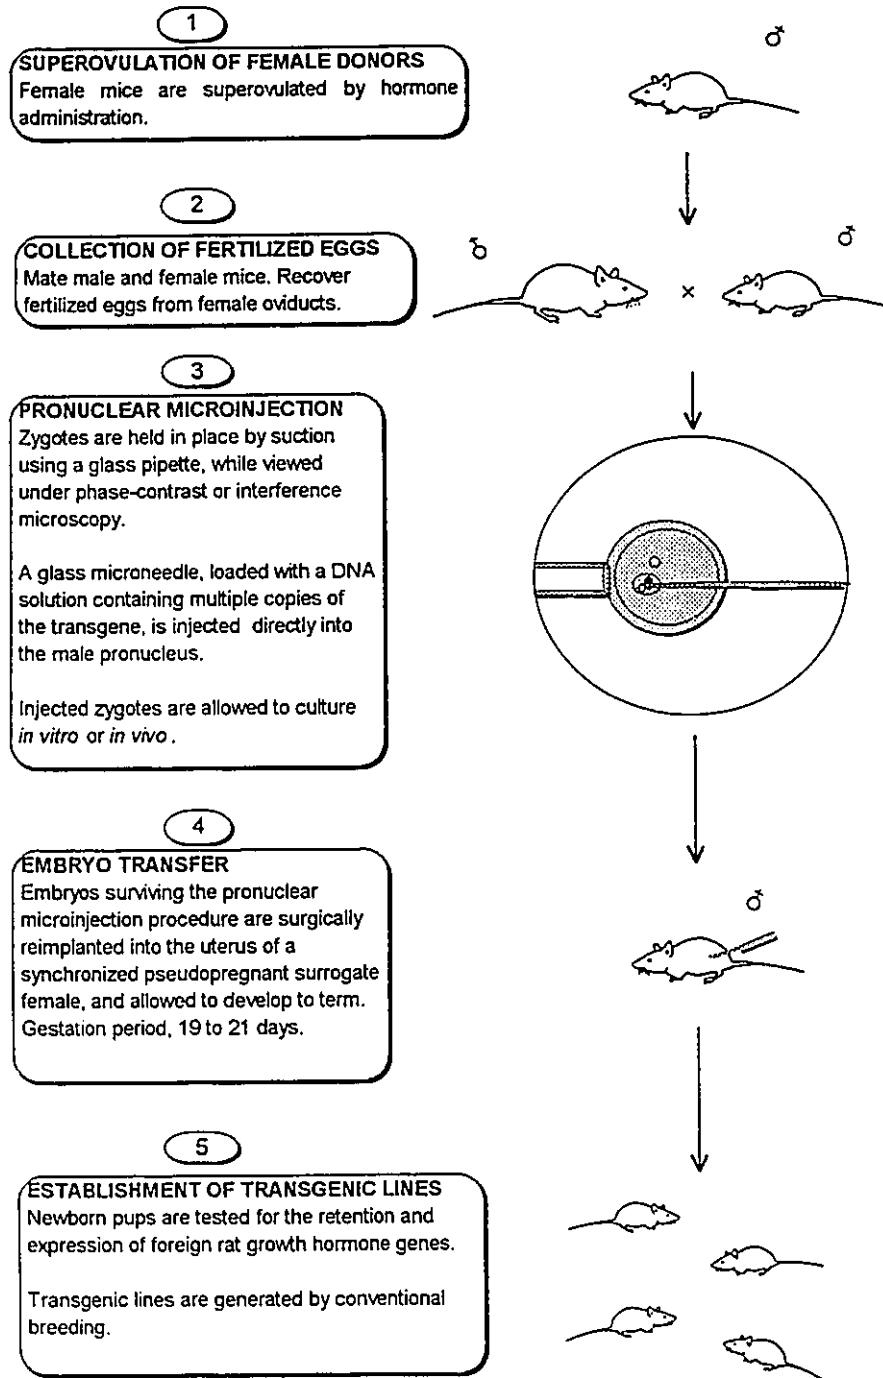 1
SUPEROVULATION OF FEMALE DONORS
Female mice are superovulated by hormone
administration.
♂
2
COLLECTION OF FERTILIZED EGGS
Mate male and female mice. Recover
fertilized eggs from female oviducts.
♂
×
♂
3
PRONUCLEAR MICROINJECTION
Zygotes are held in place by suction
using a glass pipette, while viewed
under phase-contrast or interference
microscopy.
A glass microneedle, loaded with a DNA
solution containing multiple copies of
the transgene, is injected directly into
the male pronucleus.
Injected zygotes are allowed to culture
in vitro or in vivo.
4
EMBRYO TRANSFER
Embryos surviving the pronuclear
microinjection procedure are surgically
reimplanted into the uterus of a
synchronized pseudopregnant surrogate
female, and allowed to develop to term.
Gestation period, 19 to 21 days.
♂
5
ESTABLISHMENT OF TRANSGENIC LINES
Newborn pups are tested for the retention and
expression of foreign rat growth hormone genes.
Transgenic lines are generated by conventional
breeding.